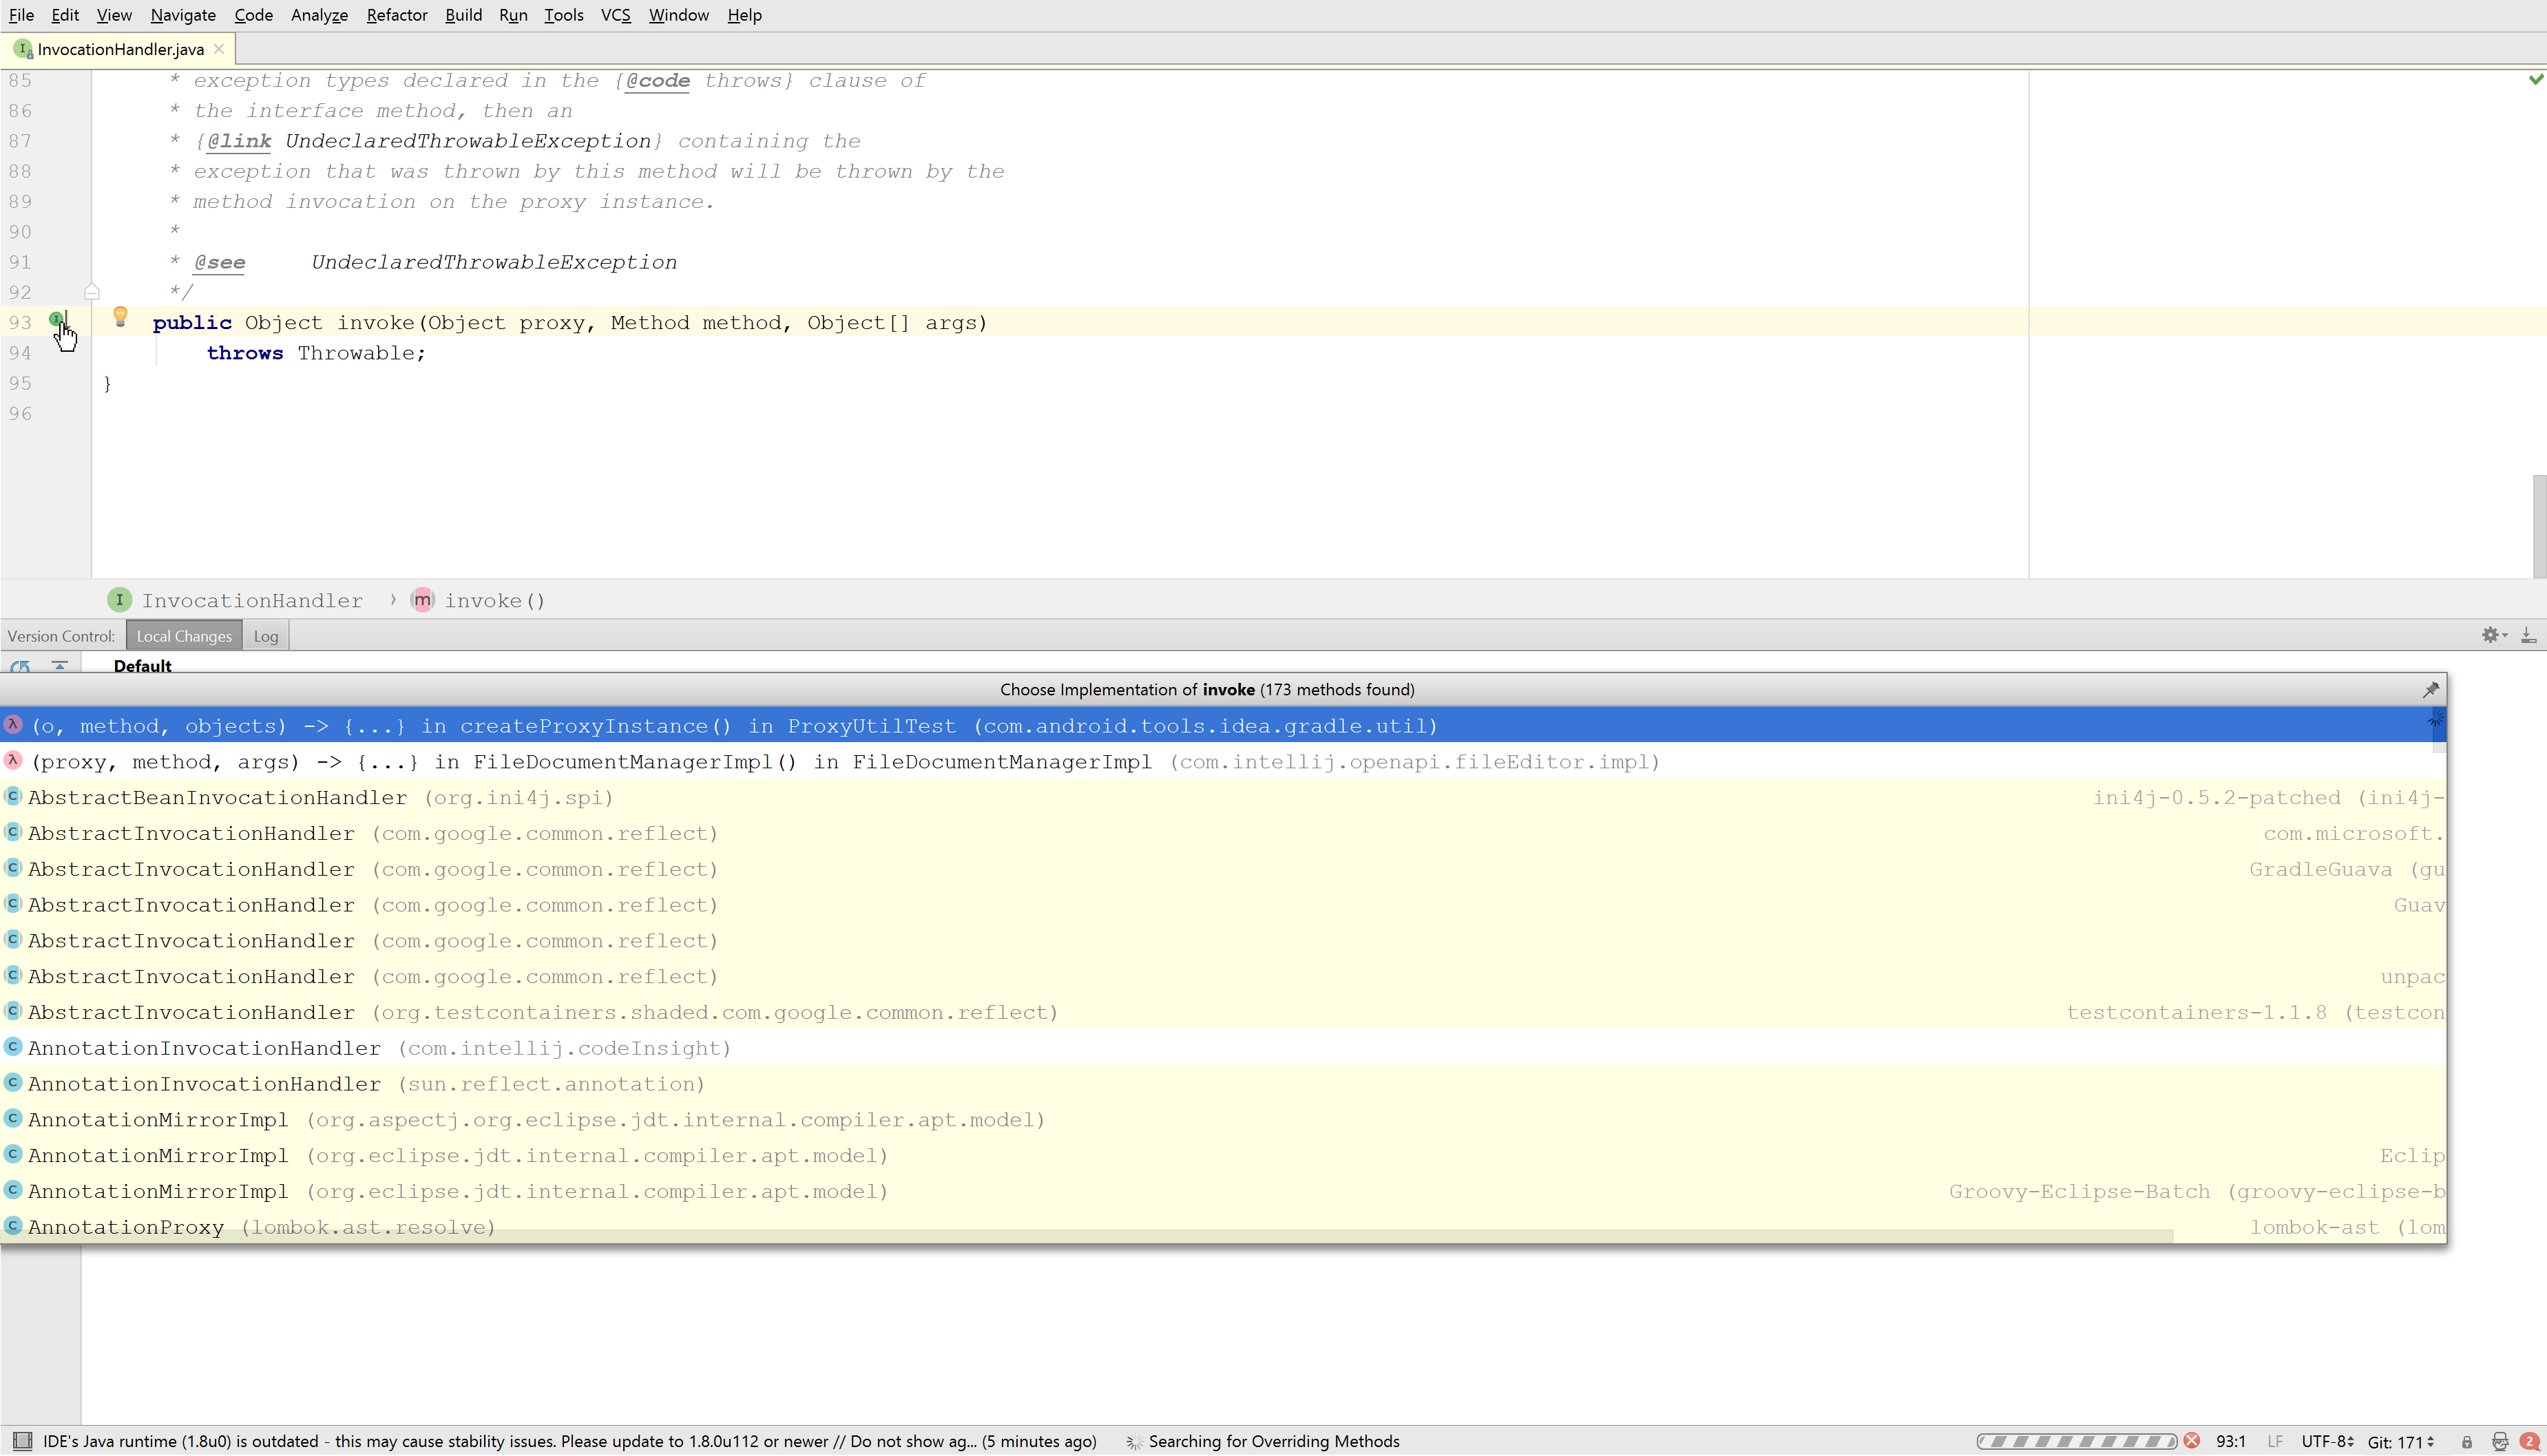 File Edit View Navigate Code Analyze Refactor Build Run Tools VCS Window Help
InvocationHandler.java
85 * exception types declared in the {@code throws} clause of
86 * the interface method, then an
87 * {@link UndeclaredThrowableException} containing the
88 * exception that was thrown by this method will be thrown by the
89 * method invocation on the proxy instance.
90 *
91 * @see UndeclaredThrowableException
92 */
93 public Object invoke(Object proxy, Method method, Object[] args)
94 throws Throwable;
95 }
96
I InvocationHandler › m invoke()
Version Control: Local Changes Log
Default
Choose Implementation of invoke (173 methods found)
λ (o, method, objects) -> {...} in createProxyInstance() in ProxyUtilTest (com.android.tools.idea.gradle.util)
λ (proxy, method, args) -> {...} in FileDocumentManagerImpl() in FileDocumentManagerImpl (com.intellij.openapi.fileEditor.impl)
C AbstractBeanInvocationHandler (org.ini4j.spi) ini4j-0.5.2-patched (ini4j-
C AbstractInvocationHandler (com.google.common.reflect) com.microsoft.
C AbstractInvocationHandler (com.google.common.reflect) GradleGuava (gu
C AbstractInvocationHandler (com.google.common.reflect) Guav
C AbstractInvocationHandler (com.google.common.reflect)
C AbstractInvocationHandler (com.google.common.reflect) unpac
C AbstractInvocationHandler (org.testcontainers.shaded.com.google.common.reflect) testcontainers-1.1.8 (testcon
C AnnotationInvocationHandler (com.intellij.codeInsight)
C AnnotationInvocationHandler (sun.reflect.annotation)
C AnnotationMirrorImpl (org.aspectj.org.eclipse.jdt.internal.compiler.apt.model)
C AnnotationMirrorImpl (org.eclipse.jdt.internal.compiler.apt.model) Eclip
C AnnotationMirrorImpl (org.eclipse.jdt.internal.compiler.apt.model) Groovy-Eclipse-Batch (groovy-eclipse-b
C AnnotationProxy (lombok.ast.resolve) lombok-ast (lom
IDE's Java runtime (1.8u0) is outdated - this may cause stability issues. Please update to 1.8.0u112 or newer // Do not show ag... (5 minutes ago) Searching for Overriding Methods 93:1 LF UTF-8 Git: 171 2